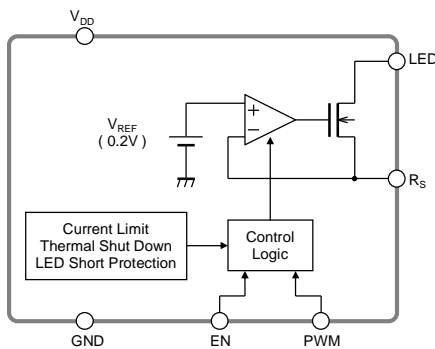 VDD
LED
VREF
( 0.2V )
+
−
RS
Current Limit
Thermal Shut Down
LED Short Protection
Control
Logic
GND
EN
PWM